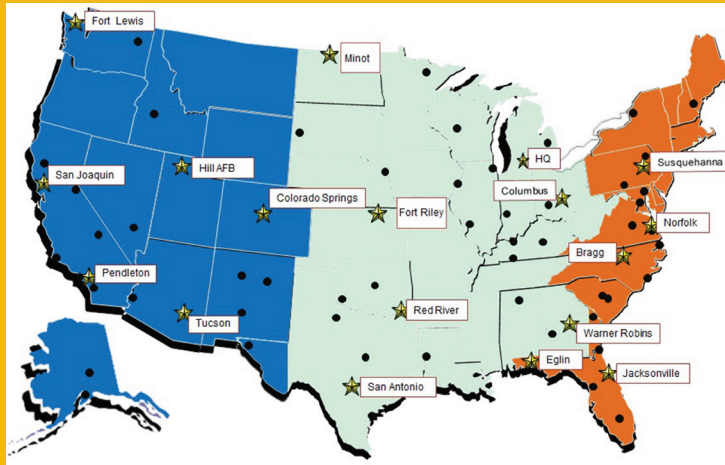 Fort Lewis
Minot
HQ
Susquehanna
San Joaquin
Hill AFB
Colorado Springs
Columbus
Fort Riley
Norfolk
Bragg
Pendleton
Tucson
Red River
Warner Robins
Eglin
Jacksonville
San Antonio